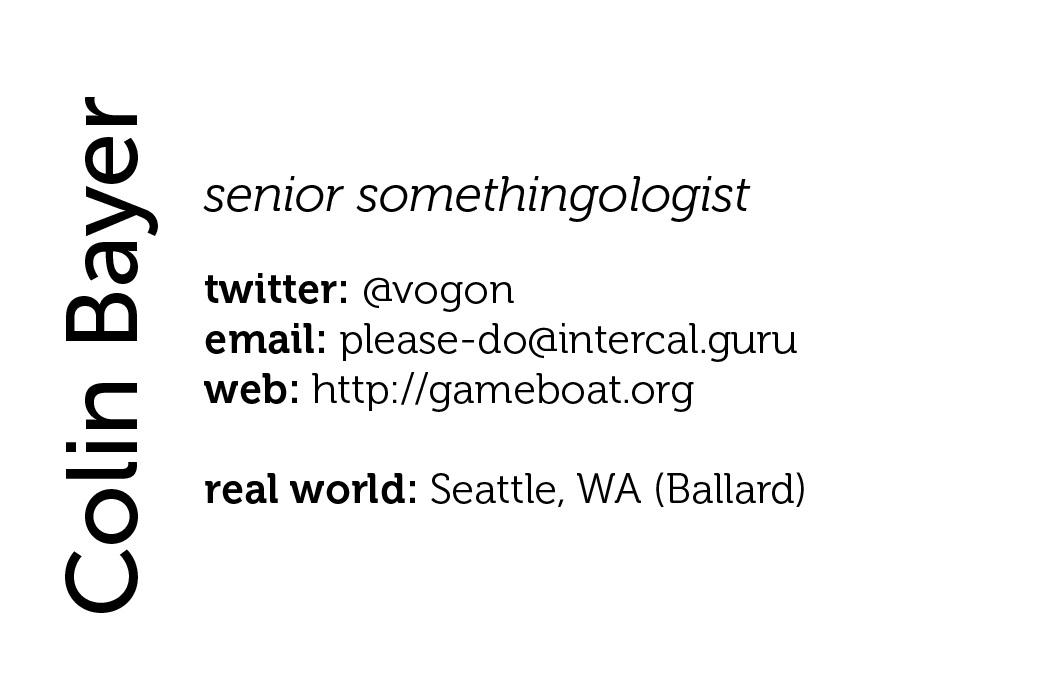 Colin Bayer
senior somethingologist
twitter: @vogon
email: please-do@intercal.guru
web: http://gameboat.org
real world: Seattle, WA (Ballard)